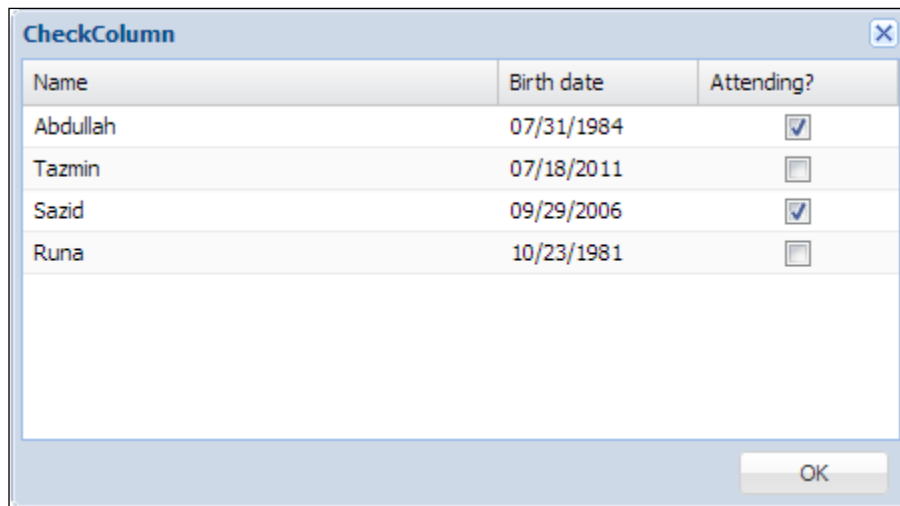 CheckColumn
Name Birth date Attending?
Abdullah 07/31/1984
Tazmin 07/18/2011
Sazid 09/29/2006
Runa 10/23/1981
OK